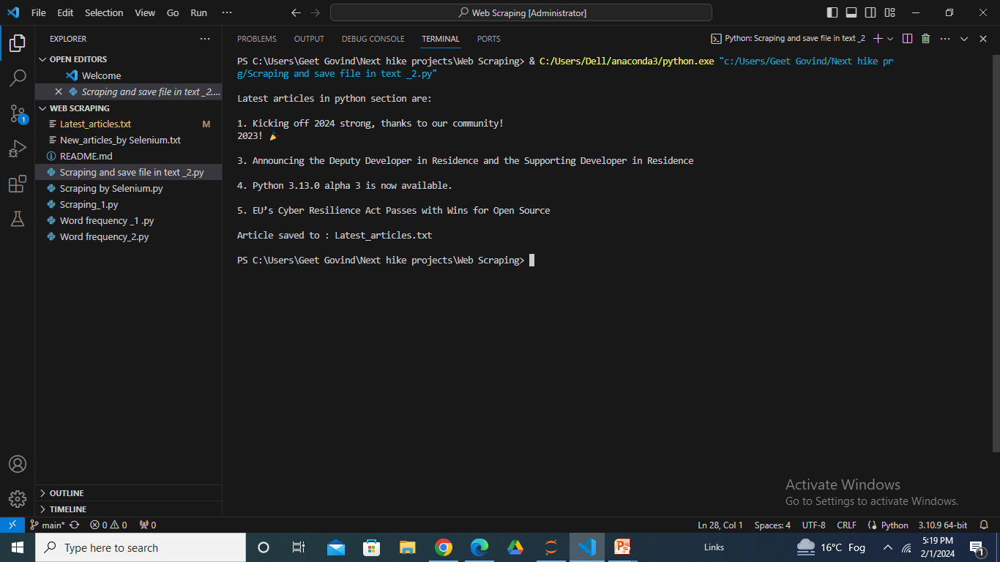 File Edit Selection View Go Run ···
Web Scraping [Administrator]
EXPLORER
OPEN EDITORS
Welcome
Scraping and save file in text _2....
WEB SCRAPING
Latest_articles.txt M
New_articles_by Selenium.txt
README.md
Scraping and save file in text _2.py
Scraping by Selenium.py
Scraping_1.py
Word frequency _1 .py
Word frequency_2.py
OUTLINE
TIMELINE
1
PROBLEMS OUTPUT DEBUG CONSOLE TERMINAL PORTS
Python: Scraping and save file in text _2
PS C:\Users\Geet Govind\Next hike projects\Web Scraping> & C:/Users/Dell/anaconda3/python.exe "c:/Users/Geet Govind/Next hike pr
g/Scraping and save file in text _2.py"
Latest articles in python section are:
1. Kicking off 2024 strong, thanks to our community!
2023! 🎉
3. Announcing the Deputy Developer in Residence and the Supporting Developer in Residence
4. Python 3.13.0 alpha 3 is now available.
5. EU’s Cyber Resilience Act Passes with Wins for Open Source
Article saved to : Latest_articles.txt
PS C:\Users\Geet Govind\Next hike projects\Web Scraping>
Activate Windows
Go to Settings to activate Windows.
main* 0 0 0
Ln 28, Col 1 Spaces: 4 UTF-8 CRLF Python 3.10.9 64-bit
Type here to search
Links
16°C Fog
5:19 PM
2/1/2024
1